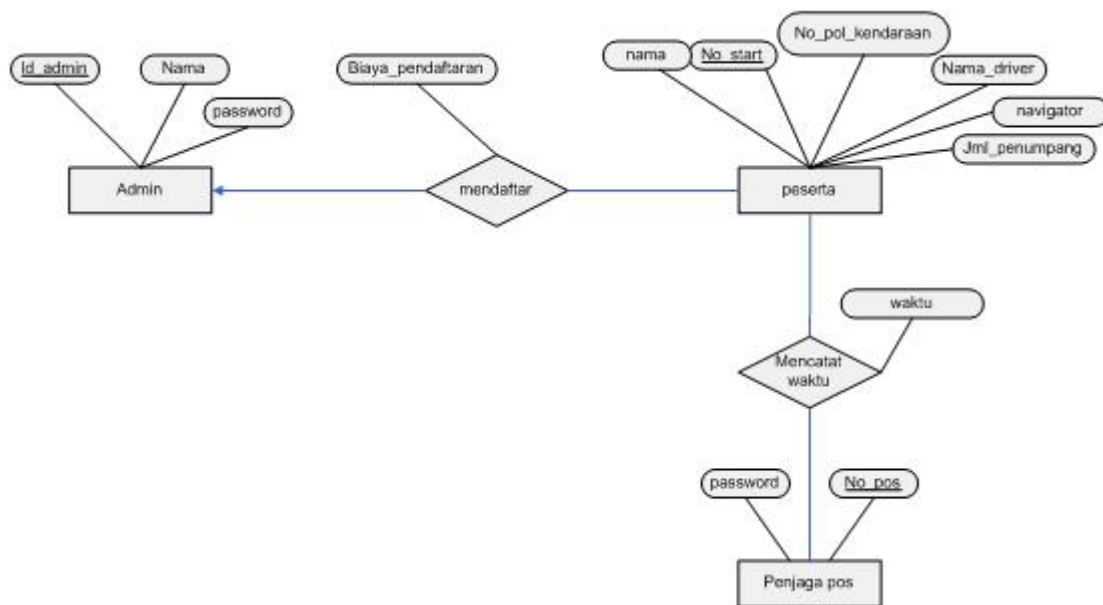 No_pol_kendaraan
nama
No_start
Id_admin
Nama
Biaya_pendaftaran
Nama_driver
password
navigator
Jml_penumpang
Admin
mendaftar
peserta
waktu
Mencatat
waktu
password
No_pos
Penjaga pos